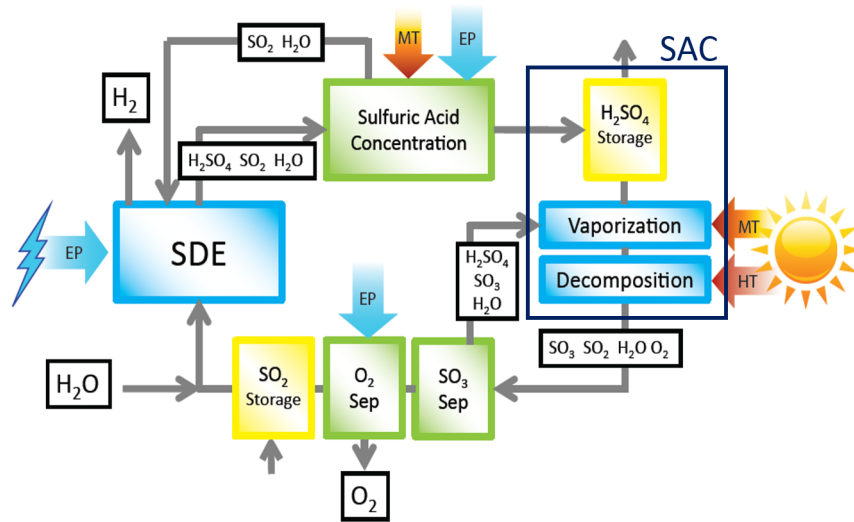 SO₂ H₂O
MT
EP
SAC
H₂
Sulfuric Acid
Concentration
H₂SO₄
Storage
H₂SO₄ SO₂ H₂O
EP
SDE
Vaporization
MT
H₂SO₄
SO₃
H₂O
Decomposition
HT
EP
SO₃ SO₂ H₂O O₂
H₂O
SO₂
Storage
O₂
Sep
SO₃
Sep
O₂